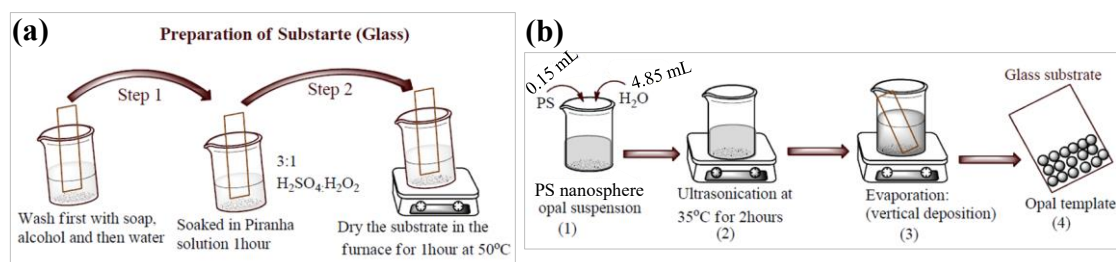 (a)
Preparation of Substarte (Glass)
Step 1
Step 2
3:1
H₂SO₄:H₂O₂
Wash first with soap,
alcohol and then water
Soaked in Piranha
solution 1hour
Dry the substrate in the
furnace for 1hour at 50°C
(b)
0.15 mL
4.85 mL
PS
H₂O
PS nanosphere
opal suspension
(1)
Ultrasonication at
35°C for 2hours
(2)
Evaporation:
(vertical deposition)
(3)
Glass substrate
Opal template
(4)